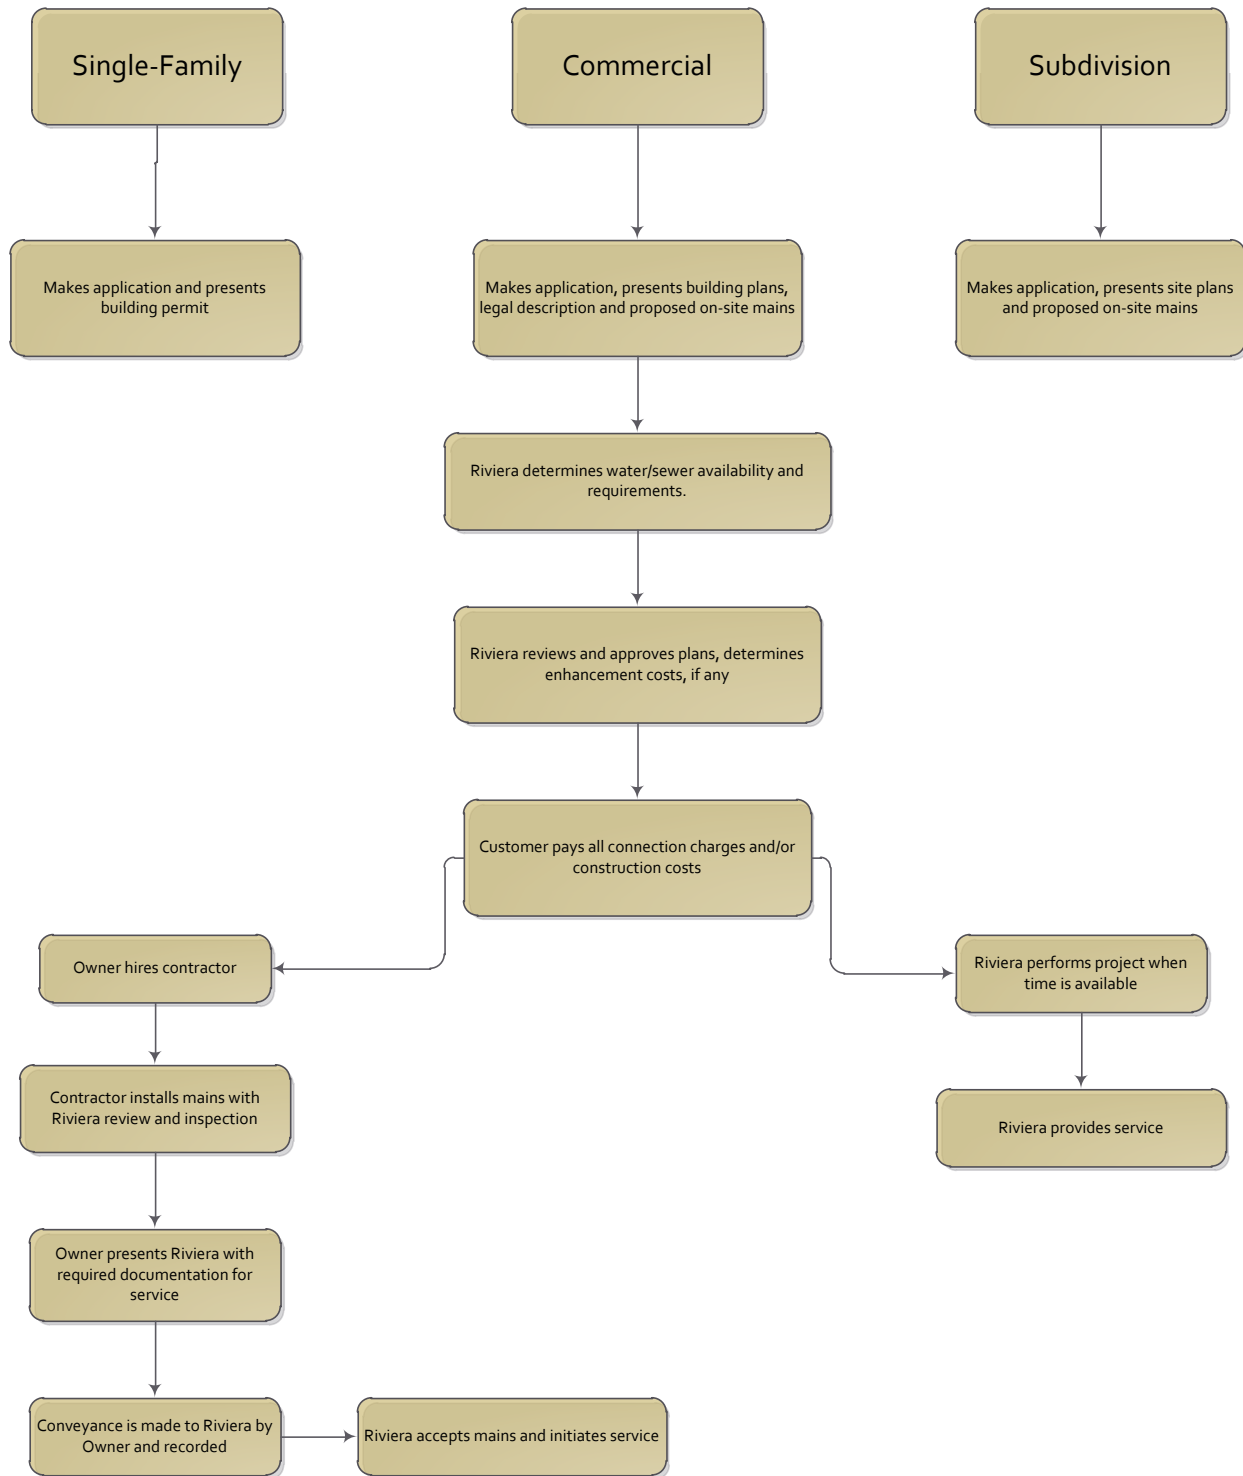 Single-Family
Commercial
Subdivision
Makes application and presents
building permit
Makes application, presents building plans,
legal description and proposed on-site mains
Makes application, presents site plans
and proposed on-site mains
Riviera determines water/sewer availability and
requirements.
Riviera reviews and approves plans, determines
enhancement costs, if any
Customer pays all connection charges and/or
construction costs
Owner hires contractor
Riviera performs project when
time is available
Contractor installs mains with
Riviera review and inspection
Riviera provides service
Owner presents Riviera with
required documentation for
service
Conveyance is made to Riviera by
Owner and recorded
Riviera accepts mains and initiates service